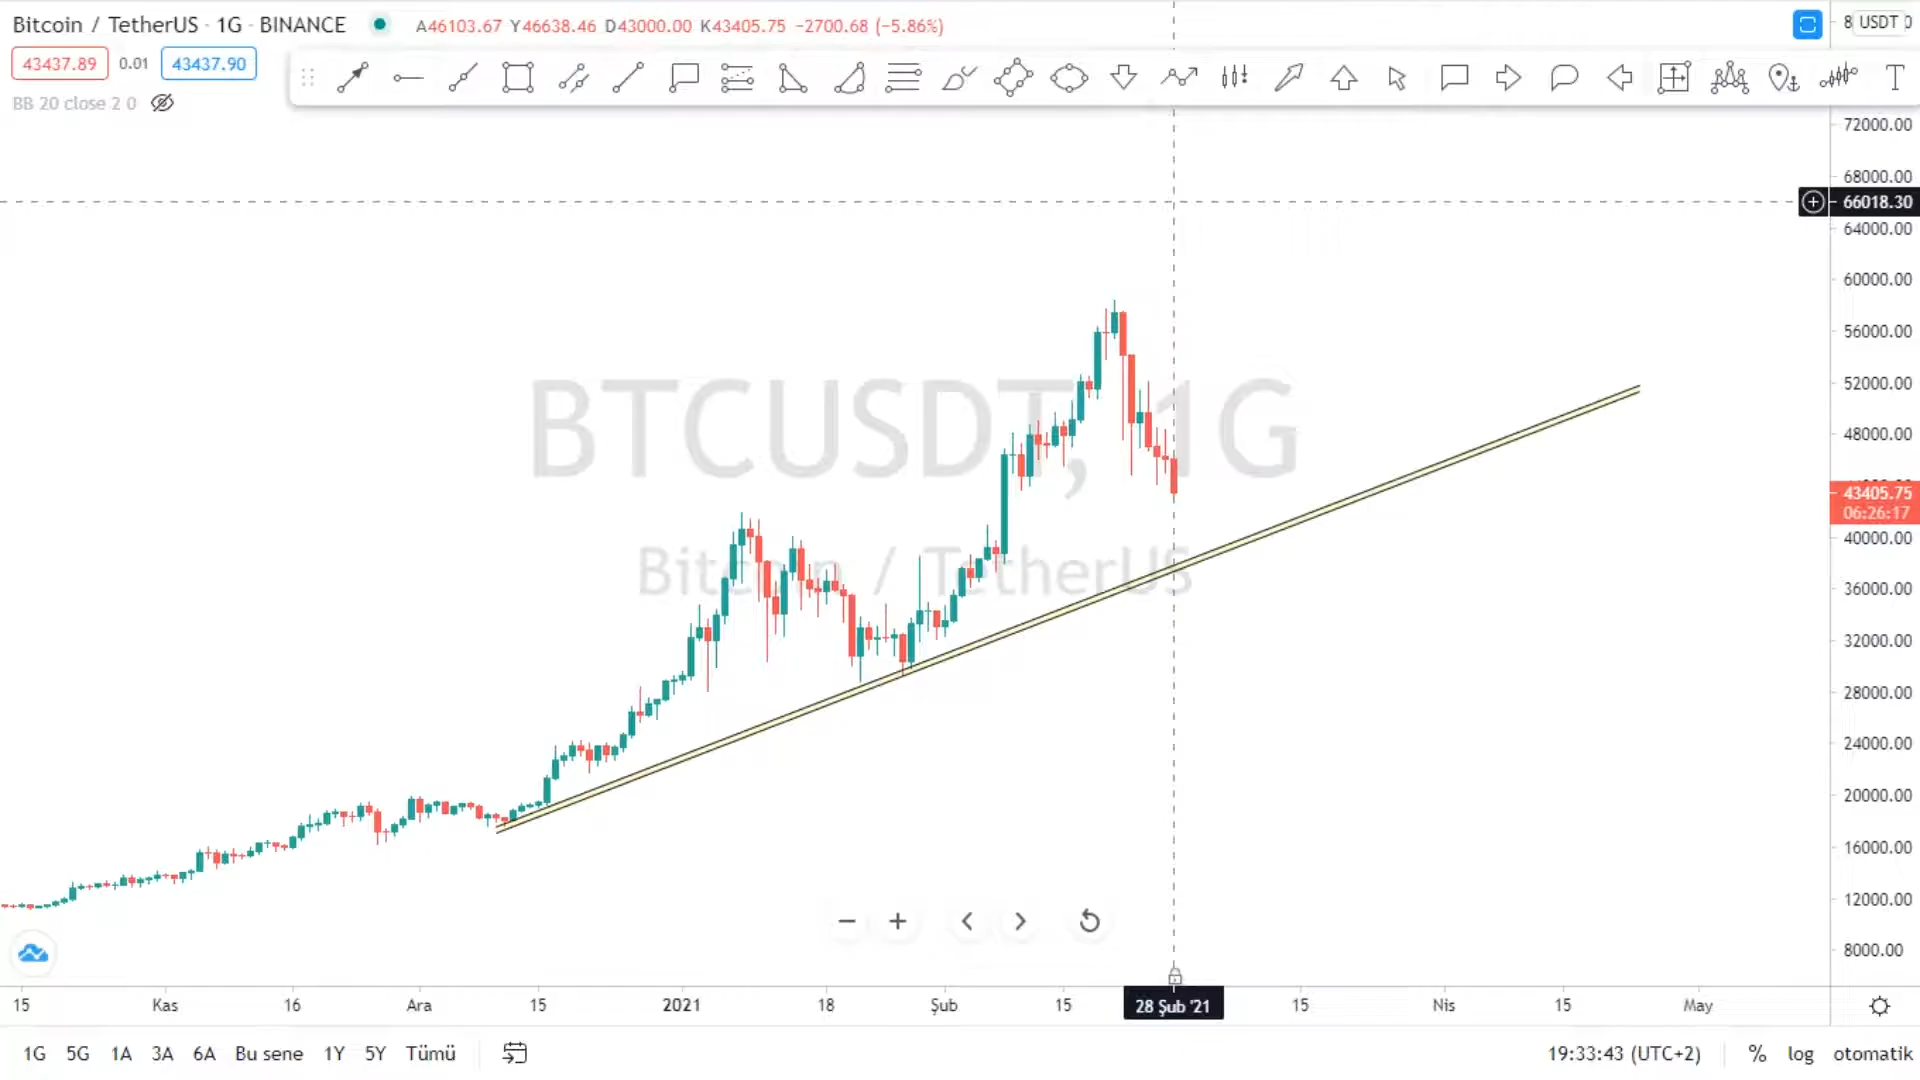 Bitcoin / TetherUS · 1G · BINANCE A46103.67 Y46638.46 D43000.00 K43405.75 −2700.68 (−5.86%)
USDT
43437.89 0.01 43437.90
BB 20 close 2 0
72000.00
68000.00
66018.30
64000.00
60000.00
56000.00
52000.00
48000.00
43405.75
06:26:17
40000.00
36000.00
32000.00
28000.00
24000.00
20000.00
16000.00
12000.00
8000.00
BTCUSDT, 1G
Bitcoin / TetherUS
15 Kas 16 Ara 15 2021 18 Şub 15 28 Şub '21 15 Nis 15 May
1G 5G 1A 3A 6A Bu sene 1Y 5Y Tümü 19:33:43 (UTC+2) % log otomatik